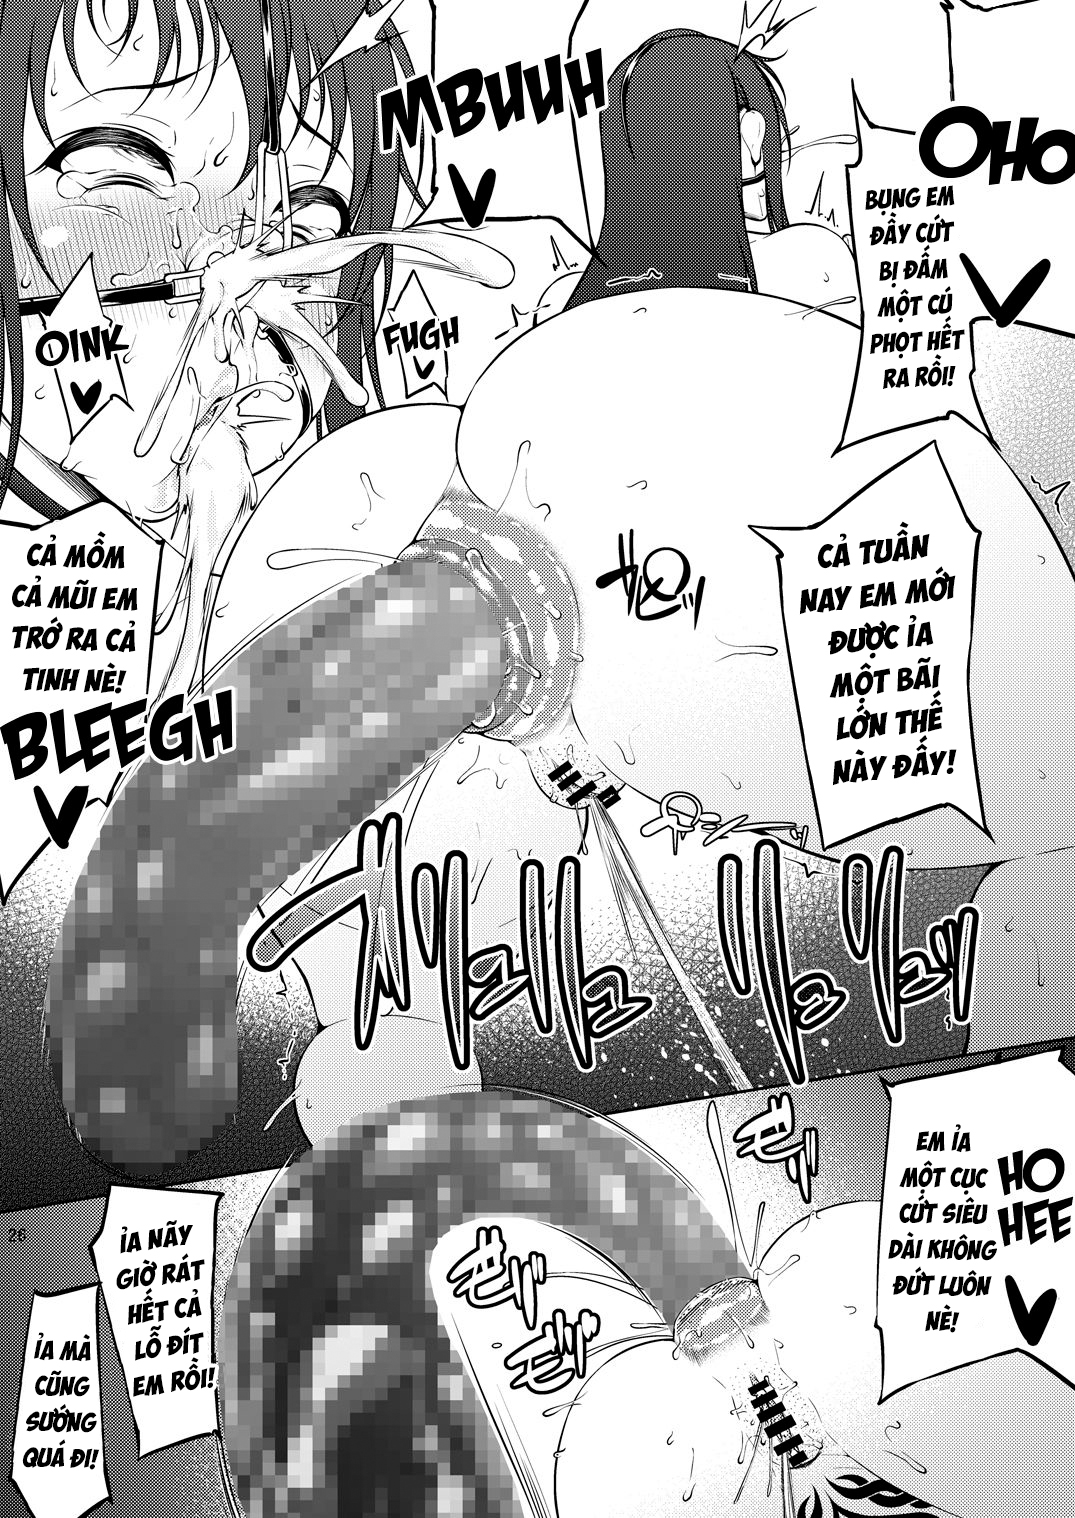 OHO
BỤNG EM
ĐẦY CỨT
BỊ ĐẤM
MỘT CÚ
PHỌT HẾT
RA RỒI!
MBUUH
FUGH
OINK
CẢ TUẦN
NAY EM MỚI
ĐƯỢC ỈA
MỘT BÃI
LỚN THẾ
NÀY ĐẤY!
CẢ MỒM
CẢ MŨI EM
TRỚ RA CẢ
TINH NÈ!
BLEEGH
HO
HEE
EM ỈA
MỘT CỤC
CỨT SIÊU
DÀI KHÔNG
ĐỨT LUÔN
NÈ!
ỈA NÃY
GIỜ RÁT
HẾT CẢ
LỖ ĐÍT
EM RỒI!
ỈA MÀ
CŨNG
SƯỚNG
QUÁ ĐI!
26